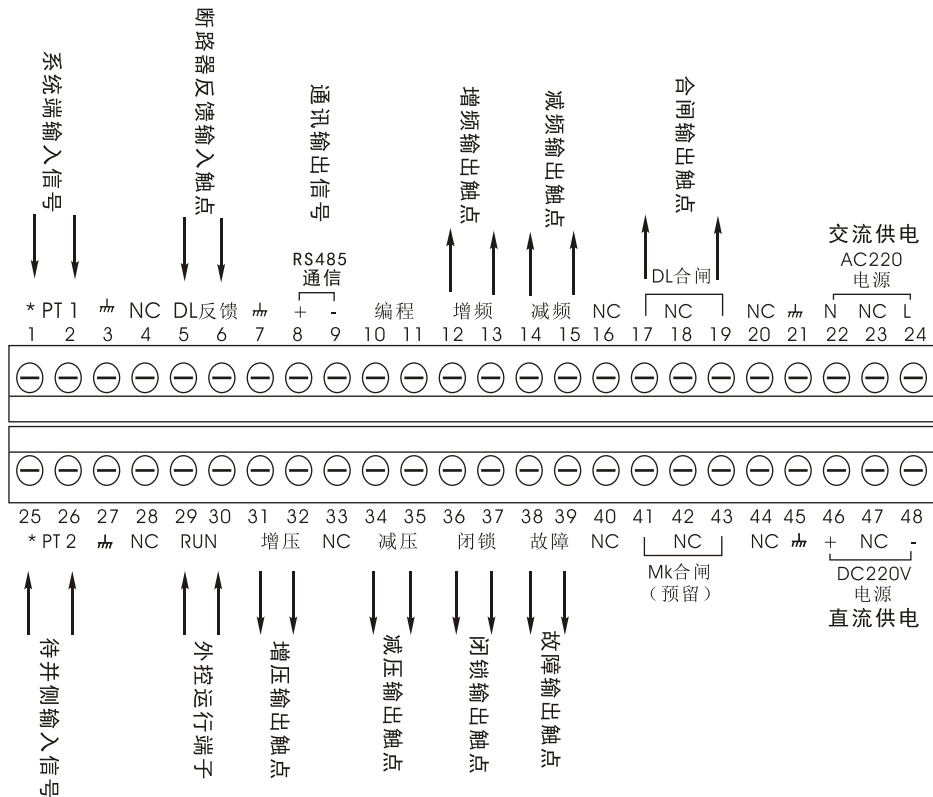 系统端输入信号
断路器反馈输入触点
通讯输出信号
增频输出触点
减频输出触点
合闸输出触点
交流供电
RS485
通信
DL合闸
AC220
电源
* PT 1 NC DL反馈 + - 编程 增频 减频 NC NC NC N NC L
1 2 3 4 5 6 7 8 9 10 11 12 13 14 15 16 17 18 19 20 21 22 23 24
25 26 27 28 29 30 31 32 33 34 35 36 37 38 39 40 41 42 43 44 45 46 47 48
* PT 2 NC RUN 增压 NC 减压 闭锁 故障 NC NC NC + NC -
Mk合闸
(预留)
DC220V
电源
直流供电
待并侧输入信号
外控运行端子
增压输出触点
减压输出触点
闭锁输出触点
故障输出触点